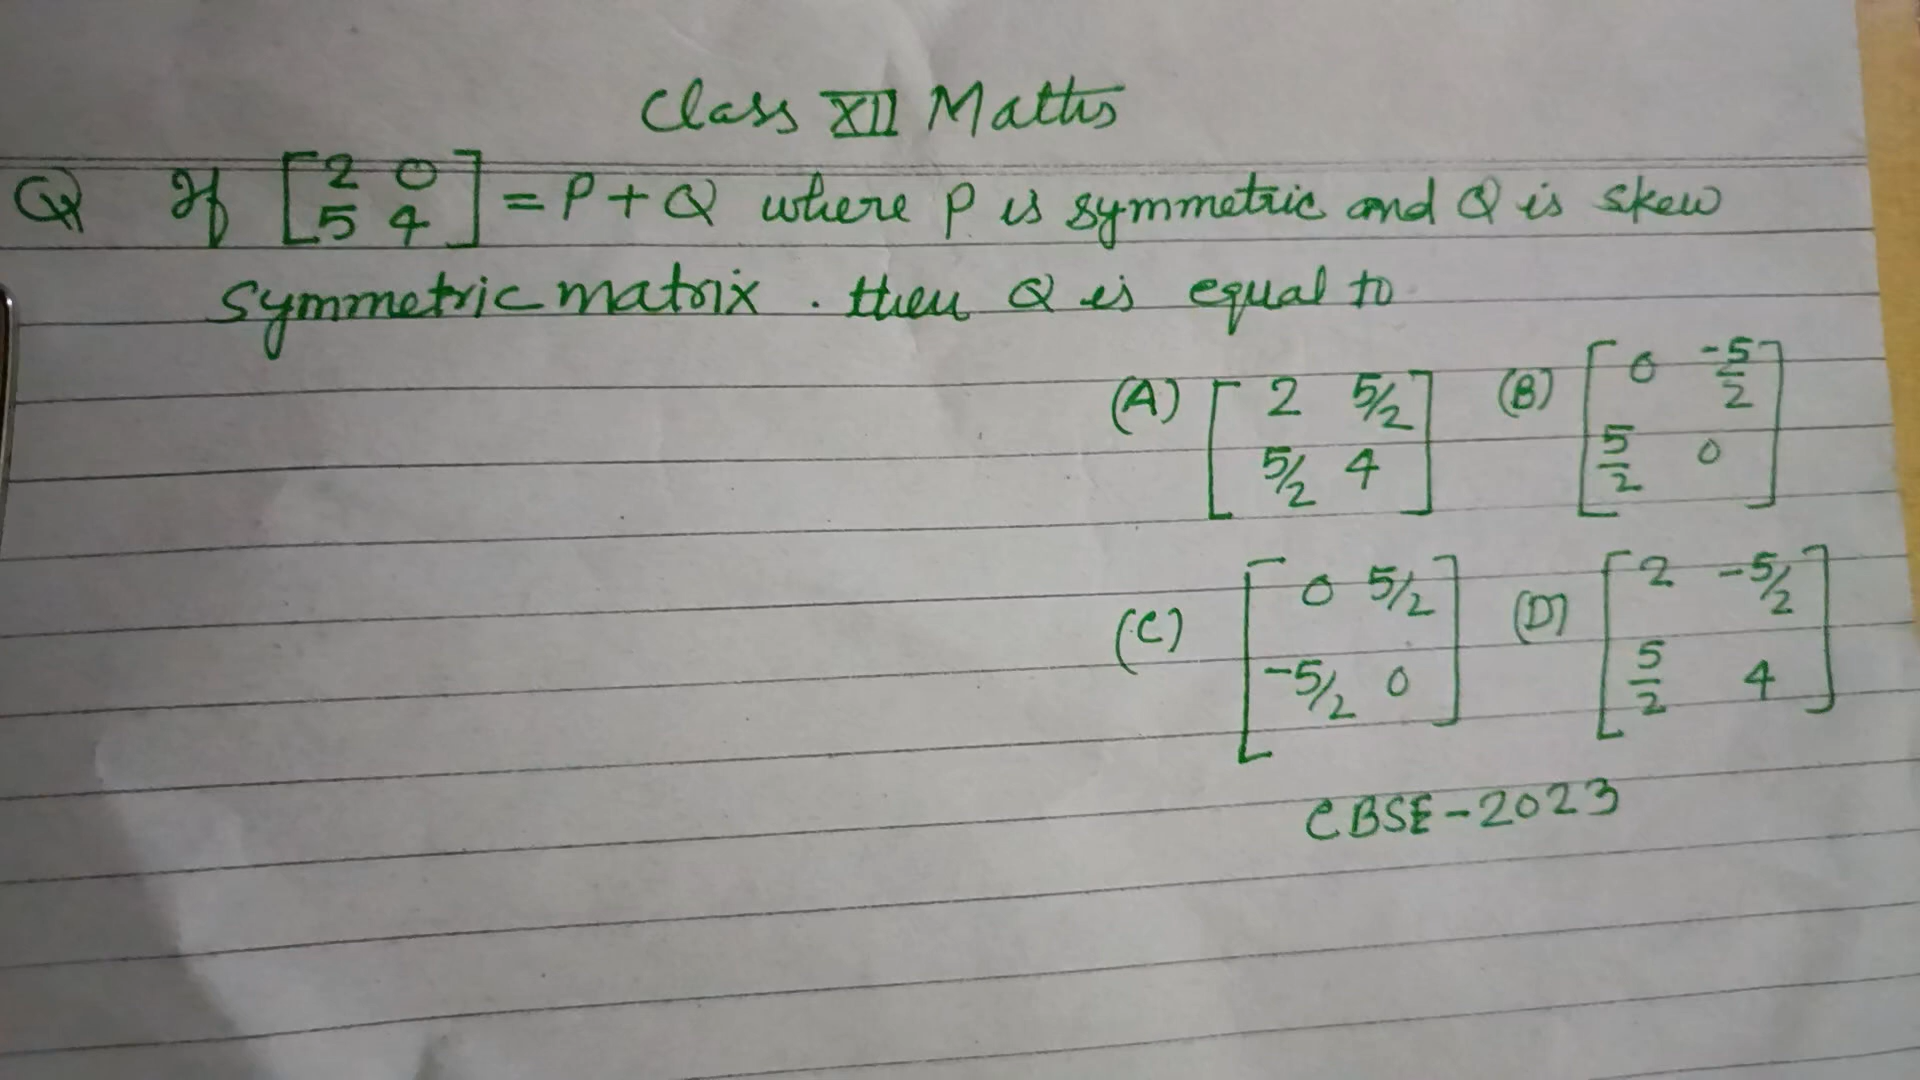 Class XII Maths
Q If [2 0
5 4] = P + Q where P is symmetric and Q is skew
symmetric matrix. then Q is equal to
(A) [2 5/2
5/2 4] (B) [0 -5/2
5/2 0]
(C) [0 5/2
-5/2 0] (D) [2 -5/2
5/2 4]
CBSE-2023